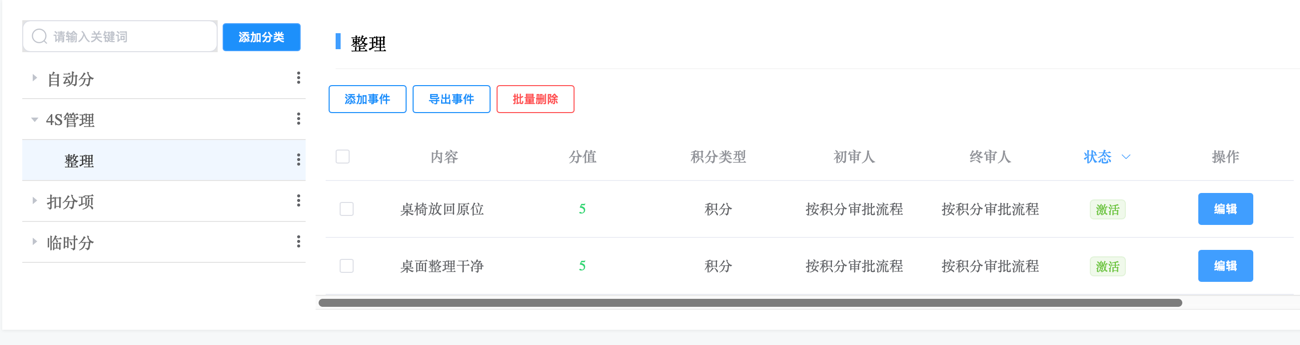 请输入关键词 添加分类
自动分
4S管理
整理
扣分项
临时分
整理
添加事件 导出事件 批量删除
内容 分值 积分类型 初审人 终审人 状态 操作
桌椅放回原位 5 积分 按积分审批流程 按积分审批流程 激活 编辑
桌面整理干净 5 积分 按积分审批流程 按积分审批流程 激活 编辑